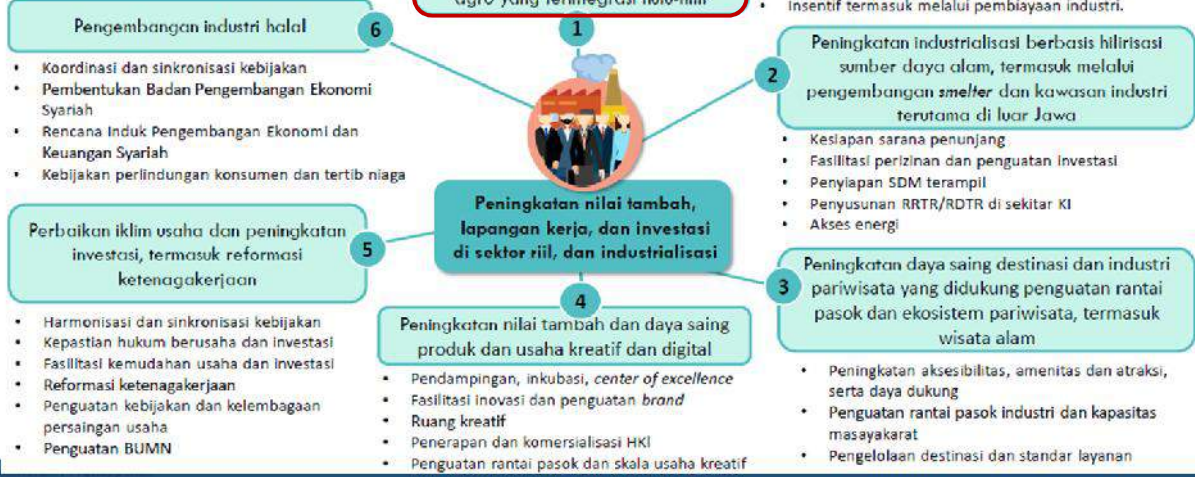 agro yang terintegrasi hulu-hilir
1
• Insentif termasuk melalui pembiayaan industri.
2
Peningkatan industrialisasi berbasis hilirisasi
sumber daya alam, termasuk melalui
pengembangan smelter dan kawasan industri
terutama di luar Jawa
• Kesiapan sarana penunjang
• Fasilitasi perizinan dan penguatan investasi
• Penyiapan SDM terampil
• Penyusunan RRTR/RDTR di sekitar KI
• Akses energi
3
Peningkatan daya saing destinasi dan industri
pariwisata yang didukung penguatan rantai
pasok dan ekosistem pariwisata, termasuk
wisata alam
• Peningkatan aksesibilitas, amenitas dan atraksi,
serta daya dukung
• Penguatan rantai pasok industri dan kapasitas
masayakarat
• Pengelolaan destinasi dan standar layanan
Peningkatan nilai tambah,
lapangan kerja, dan investasi
di sektor riil, dan industrialisasi
4
Peningkatan nilai tambah dan daya saing
produk dan usaha kreatif dan digital
• Pendampingan, inkubasi, center of excellence
• Fasilitasi inovasi dan penguatan brand
• Ruang kreatif
• Penerapan dan komersialisasi HKI
• Penguatan rantai pasok dan skala usaha kreatif
5
Perbaikan iklim usaha dan peningkatan
investasi, termasuk reformasi
ketenagakerjaan
• Harmonisasi dan sinkronisasi kebijakan
• Kepastian hukum berusaha dan investasi
• Fasilitasi kemudahan usaha dan investasi
• Reformasi ketenagakerjaan
• Penguatan kebijakan dan kelembagaan
persaingan usaha
• Penguatan BUMN
6
Pengembangan industri halal
• Koordinasi dan sinkronisasi kebijakan
• Pembentukan Badan Pengembangan Ekonomi
Syariah
• Rencana Induk Pengembangan Ekonomi dan
Keuangan Syariah
• Kebijakan perlindungan konsumen dan tertib niaga